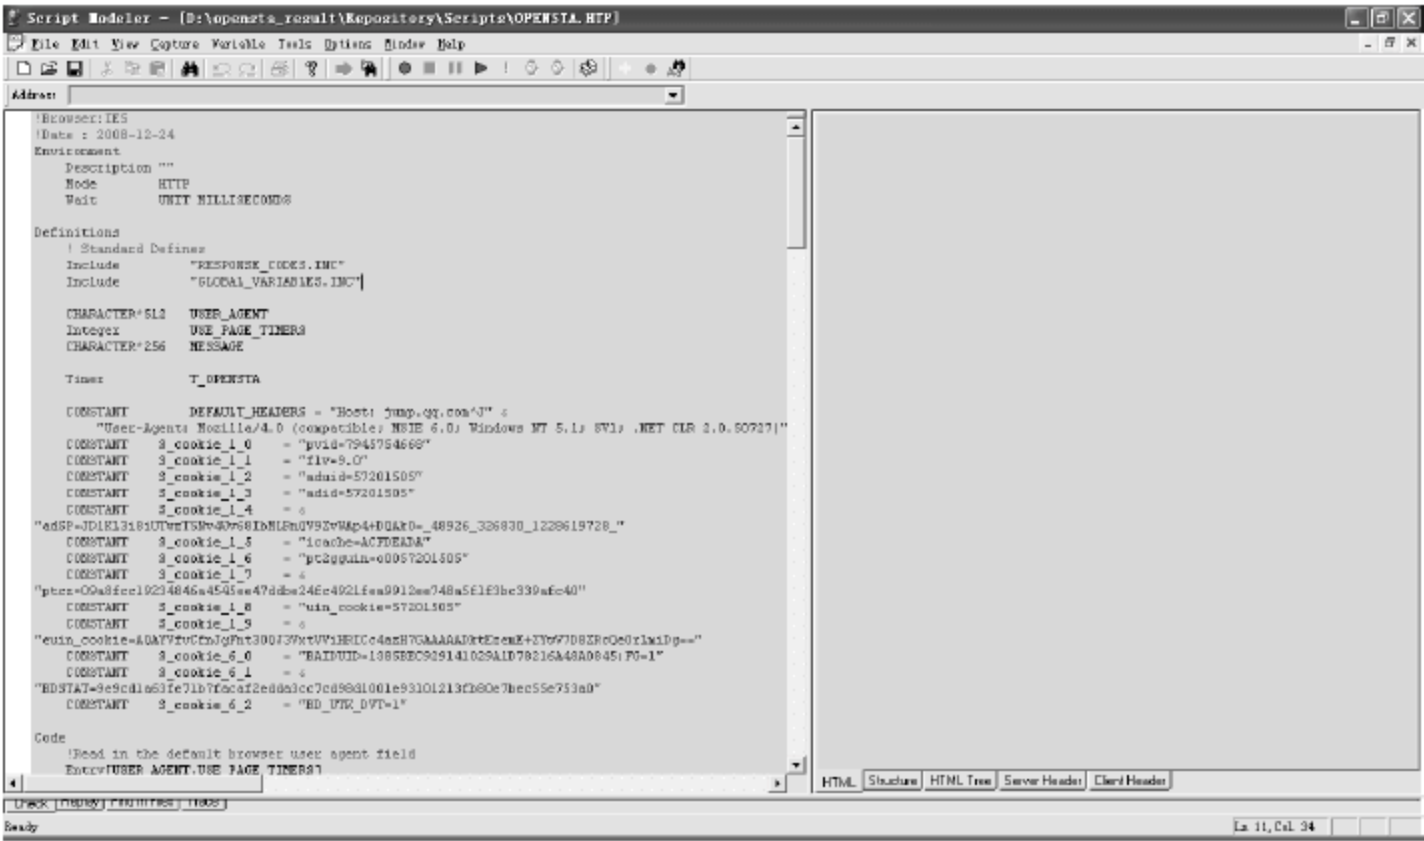 Script Modeler - [D:\opensta_result\Repository\Scripts\OPENSTA.HTP]
File Edit View Capture Variable Tools Options Window Help
Address
!Browser:IE5
!Date : 2008-12-24
Environment
Description ""
Mode HTTP
Wait UNIT MILLISECONDS
Definitions
! Standard Defines
Include "RESPONSE_CODES.INC"
Include "GLOBAL_VARIABLES.INC"
CHARACTER*512 USER_AGENT
Integer USE_PAGE_TIMERS
CHARACTER*256 MESSAGE
Timer T_OPENSTA
CONSTANT DEFAULT_HEADERS = "Host: jump.qq.com^J" &
"User-Agent: Mozilla/4.0 (compatible; MSIE 6.0; Windows NT 5.1; SV1; .NET CLR 2.0.50727)"
CONSTANT S_cookie_1_0 = "pvid=7945754668"
CONSTANT S_cookie_1_1 = "flv=9.0"
CONSTANT S_cookie_1_2 = "aduid=57201505"
CONSTANT S_cookie_1_3 = "adid=57201505"
CONSTANT S_cookie_1_4 = &
CONSTANT S_cookie_1_5 = "icache=ACFDEADA"
CONSTANT S_cookie_1_6 = "pt2gguin=o0057201505"
CONSTANT S_cookie_1_7 = &
CONSTANT S_cookie_1_8 = "uin_cookie=57201505"
CONSTANT S_cookie_1_9 = &
CONSTANT S_cookie_6_0 =
CONSTANT S_cookie_6_1 = &
CONSTANT S_cookie_6_2 =
Code
!Read in the default browser user agent field
Entry[USER_AGENT,USE_PAGE_TIMERS]
HTML Structure HTML Tree Server Header Client Header
Check Replay Find in Files Trace
Ready Ln 11, Col 34